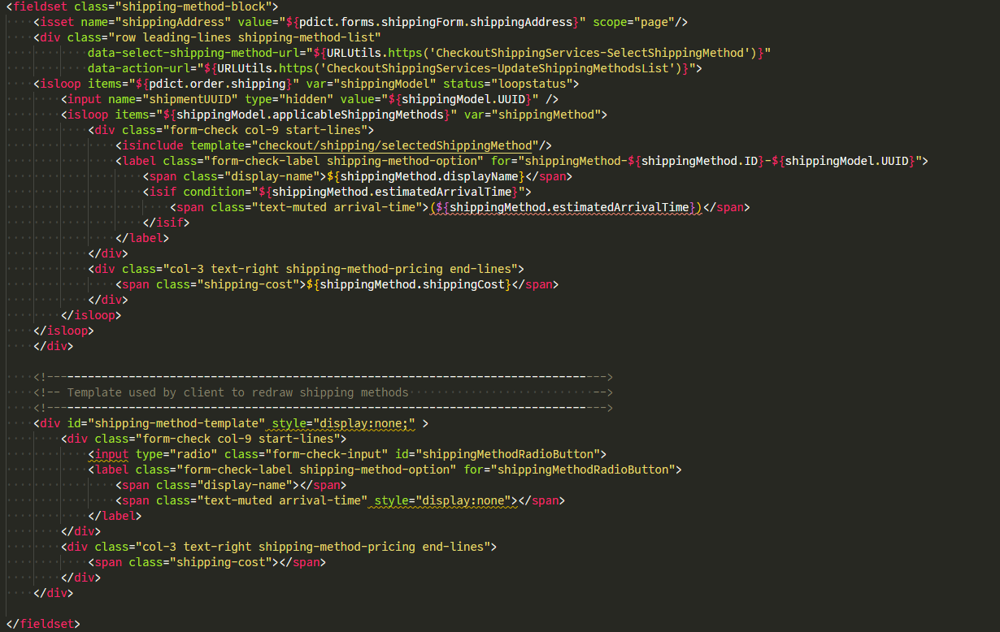 <fieldset class="shipping-method-block">
    <isset name="shippingAddress" value="${pdict.forms.shippingForm.shippingAddress}" scope="page"/>
    <div class="row leading-lines shipping-method-list"
            data-select-shipping-method-url="${URLUtils.https('CheckoutShippingServices-SelectShippingMethod')}"
            data-action-url="${URLUtils.https('CheckoutShippingServices-UpdateShippingMethodsList')}">
    <isloop items="${pdict.order.shipping}" var="shippingModel" status="loopstatus">
        <input name="shipmentUUID" type="hidden" value="${shippingModel.UUID}" />
        <isloop items="${shippingModel.applicableShippingMethods}" var="shippingMethod">
            <div class="form-check col-9 start-lines">
                <isinclude template="checkout/shipping/selectedShippingMethod"/>
                <label class="form-check-label shipping-method-option" for="shippingMethod-${shippingMethod.ID}-${shippingModel.UUID}">
                    <span class="display-name">${shippingMethod.displayName}</span>
                    <isif condition="${shippingMethod.estimatedArrivalTime}">
                        <span class="text-muted arrival-time">(${shippingMethod.estimatedArrivalTime})</span>
                    </isif>
                </label>
            </div>
            <div class="col-3 text-right shipping-method-pricing end-lines">
                <span class="shipping-cost">${shippingMethod.shippingCost}</span>
            </div>
        </isloop>
    </isloop>
    </div>

    <!--------------------------------------------------------------------------------->
    <!-- Template used by client to redraw shipping methods                           -->
    <!--------------------------------------------------------------------------------->
    <div id="shipping-method-template" style="display:none;" >
        <div class="form-check col-9 start-lines">
            <input type="radio" class="form-check-input" id="shippingMethodRadioButton">
            <label class="form-check-label shipping-method-option" for="shippingMethodRadioButton">
                <span class="display-name"></span>
                <span class="text-muted arrival-time" style="display:none"></span>
            </label>
        </div>
        <div class="col-3 text-right shipping-method-pricing end-lines">
            <span class="shipping-cost"></span>
        </div>
    </div>

</fieldset>